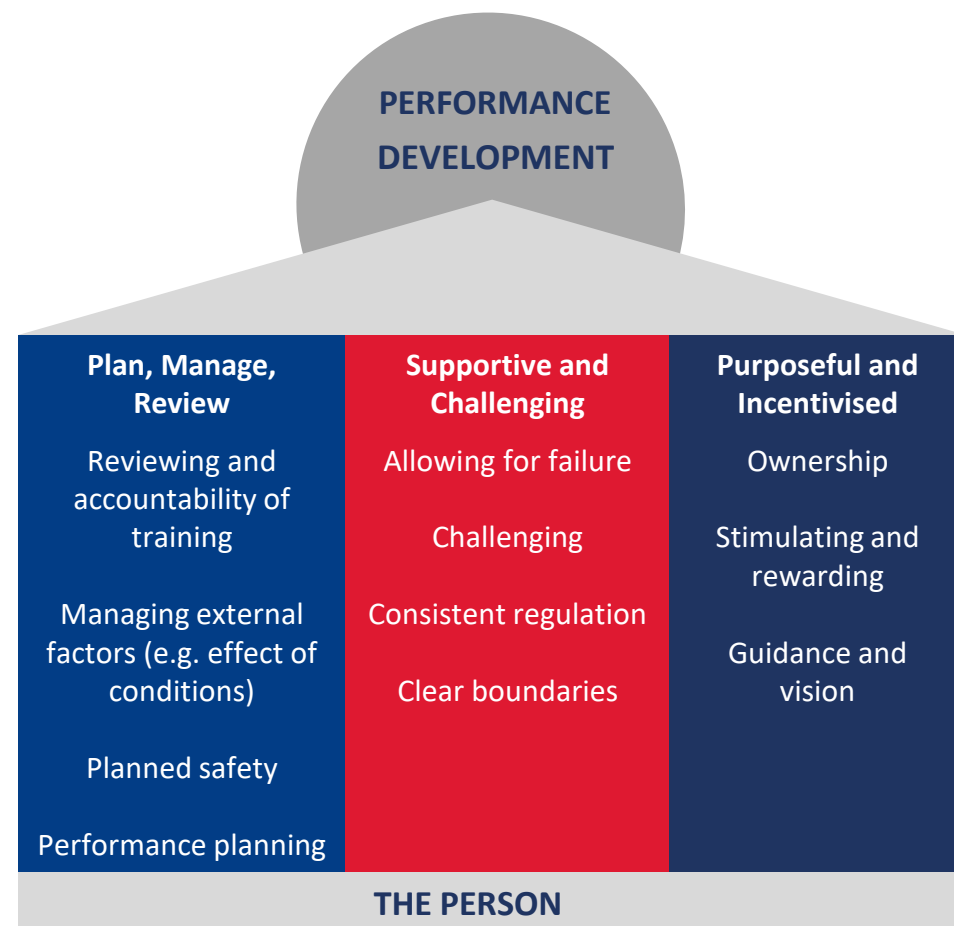 PERFORMANCE
DEVELOPMENT
Plan, Manage,
Review
Reviewing and
accountability of
training
Managing external
factors (e.g. effect of
conditions)
Planned safety
Performance planning
Supportive and
Challenging
Allowing for failure
Challenging
Consistent regulation
Clear boundaries
Purposeful and
Incentivised
Ownership
Stimulating and
rewarding
Guidance and
vision
THE PERSON